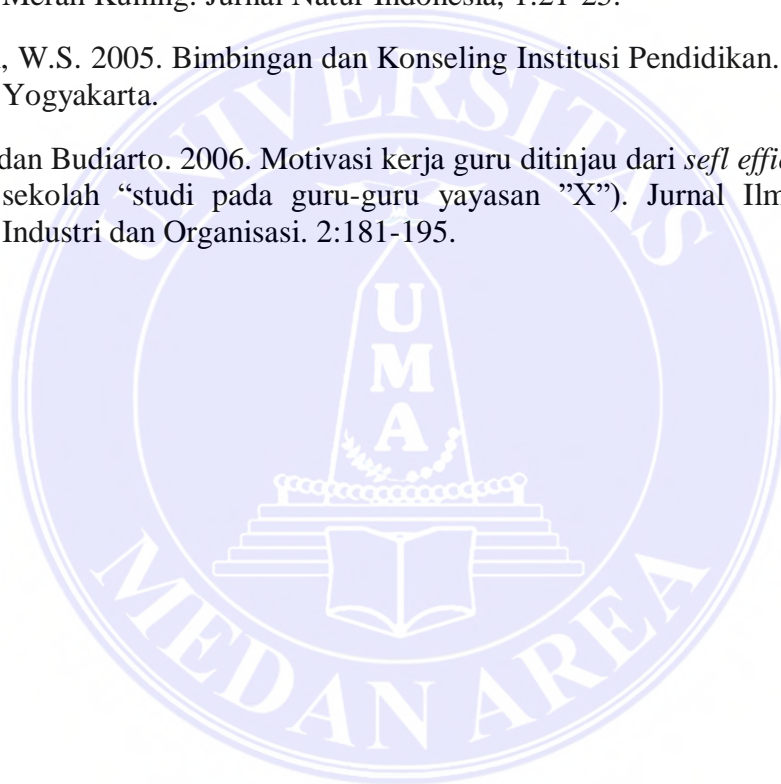 Merah Kuning. Jurnal Natur Indonesia, 1:21-25.
, W.S. 2005. Bimbingan dan Konseling Institusi Pendidikan.
Yogyakarta.
dan Budiarto. 2006. Motivasi kerja guru ditinjau dari sefl
sekolah “studi pada guru-guru yayasan ”X”). Jurnal
Industri dan Organisasi. 2:181-195.
UNIVERSITAS
UMA
MEDAN AREA